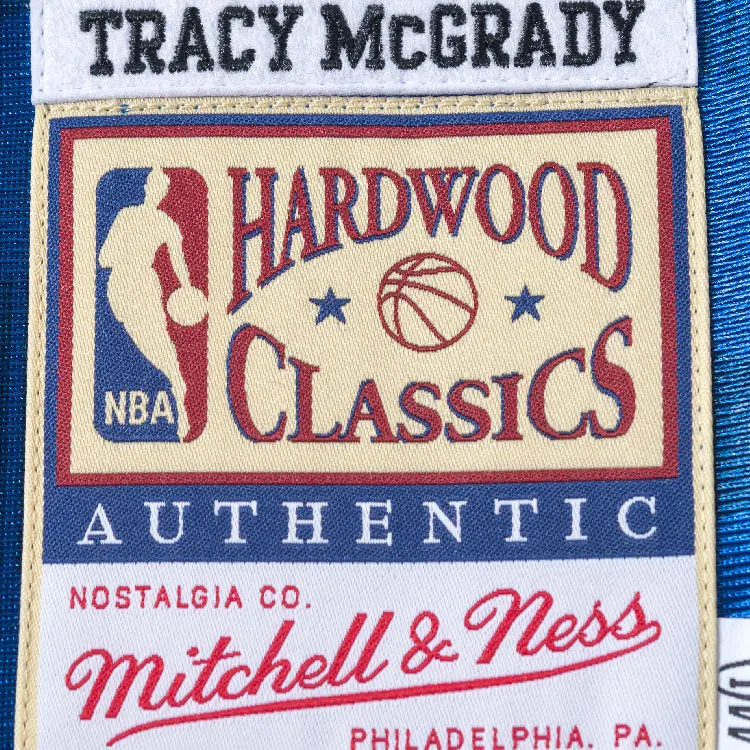 TRACY McGRADY
HARDWOOD
CLASSICS
NBA
AUTHENTIC
NOSTALGIA CO.
Mitchell & Ness
PHILADELPHIA, PA.